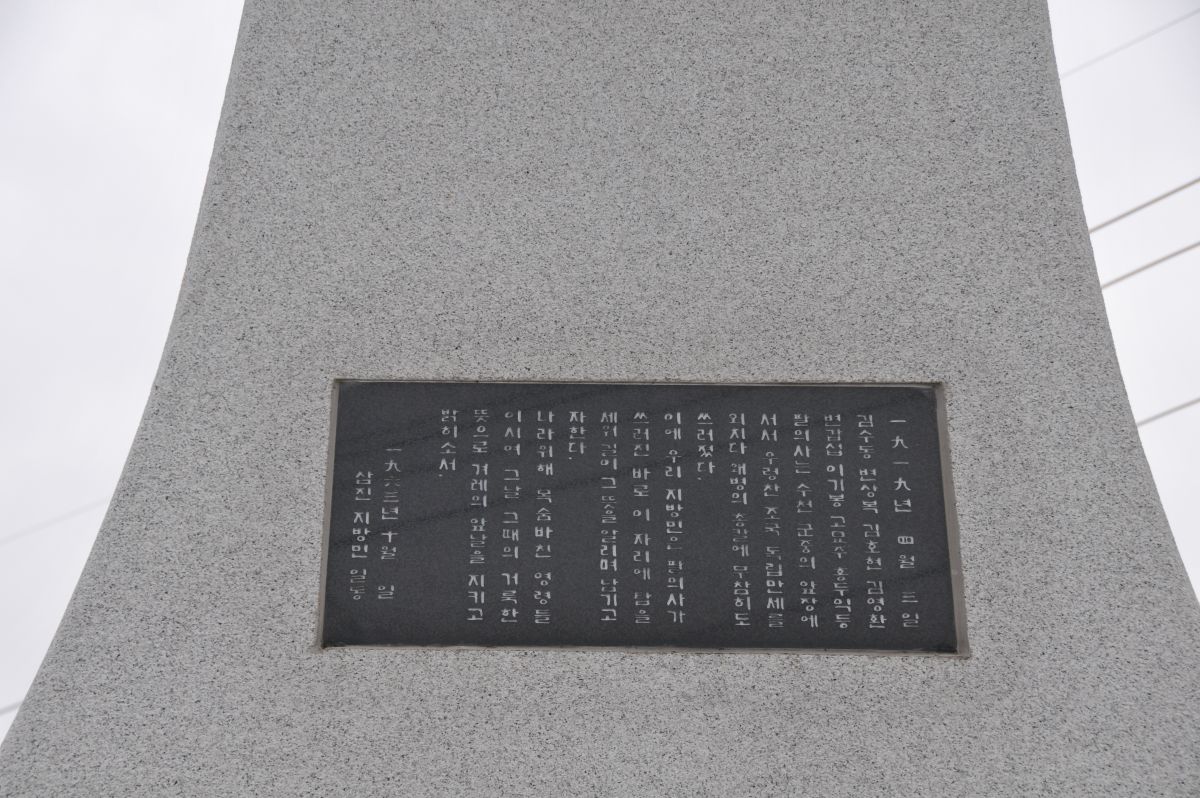 一九一九년 四월 三일
김수동 변상복 김호현 김영환
변갑섭 이기봉 고묘주 홍두익등
팔의사는 수천 군중의 앞장에
서서 우렁찬 조국 독립만세를
외치다 왜병의 총칼에 무참히도
쓰러젔다.
이에 우리 지방민은 팔의사가
쓰러진 바로 이 자리에 탑을
세워 길이 그 뜻을 알리며 남기고
자한다.
나라위해 목숨바친 영령들
이시여 그날 그때의 거룩한
뜻으로 겨레의 앞날을 지키고
밝히소서.
一九六三년 十월 일
삼진 지방민 일동